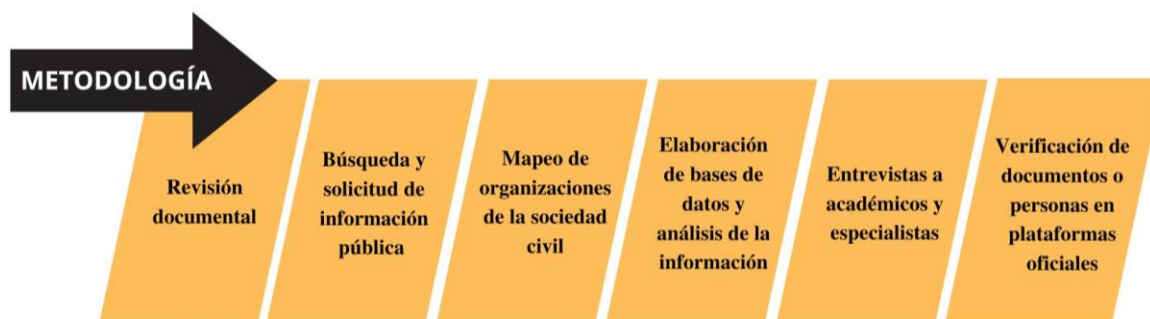 METODOLOGÍA
Revisión
documental
Búsqueda y
solicitud de
información
pública
Mapeo de
organizaciones
de la sociedad
civil
Elaboración
de bases de
datos y
análisis de la
información
Entrevistas a
académicos y
especialistas
Verificación de
documentos o
personas en
plataformas
oficiales